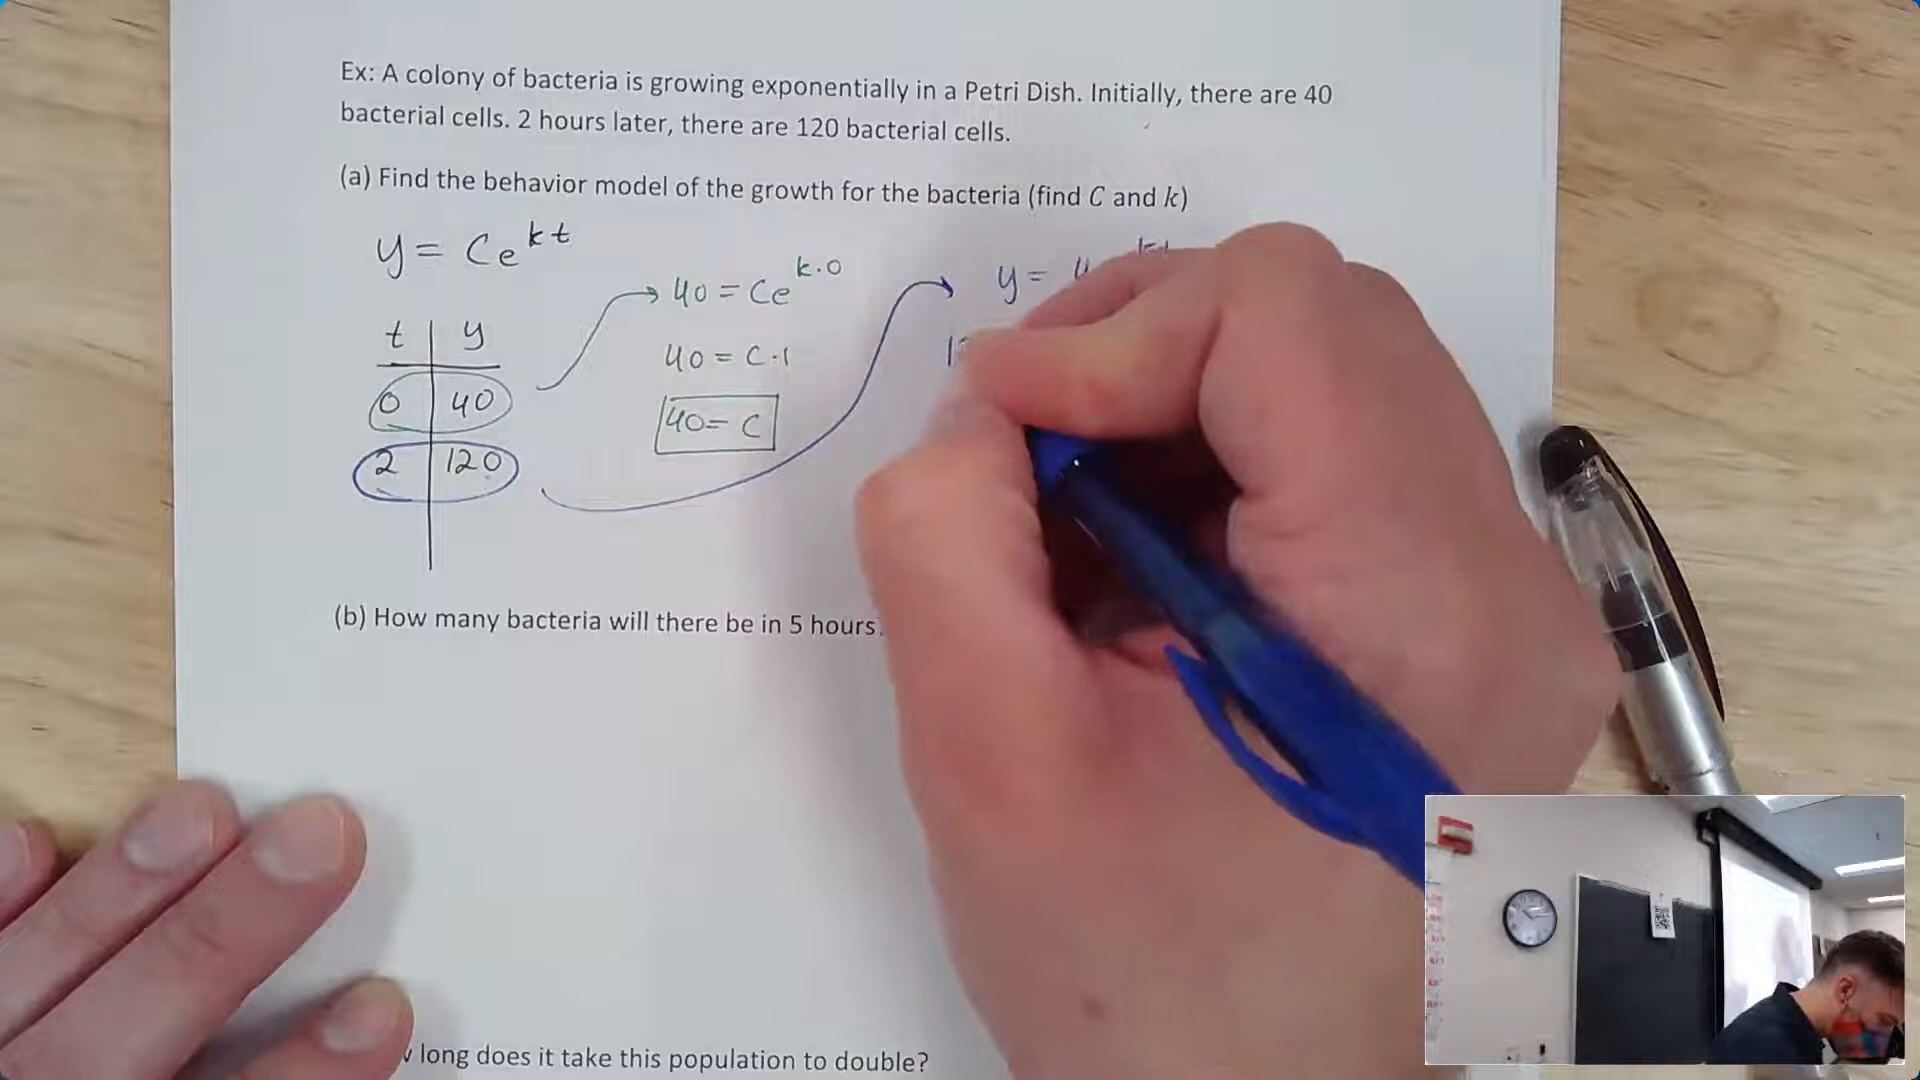 Ex: A colony of bacteria is growing exponentially in a Petri Dish. Initially, there are 40
bacterial cells. 2 hours later, there are 120 bacterial cells.
(a) Find the behavior model of the growth for the bacteria (find C and k)
y = Ce^kt
40 = Ce^k·0
y =
t y
40 = C·1
0 40
40 = C
2 120
(b) How many bacteria will there be in 5 hours
long does it take this population to double?